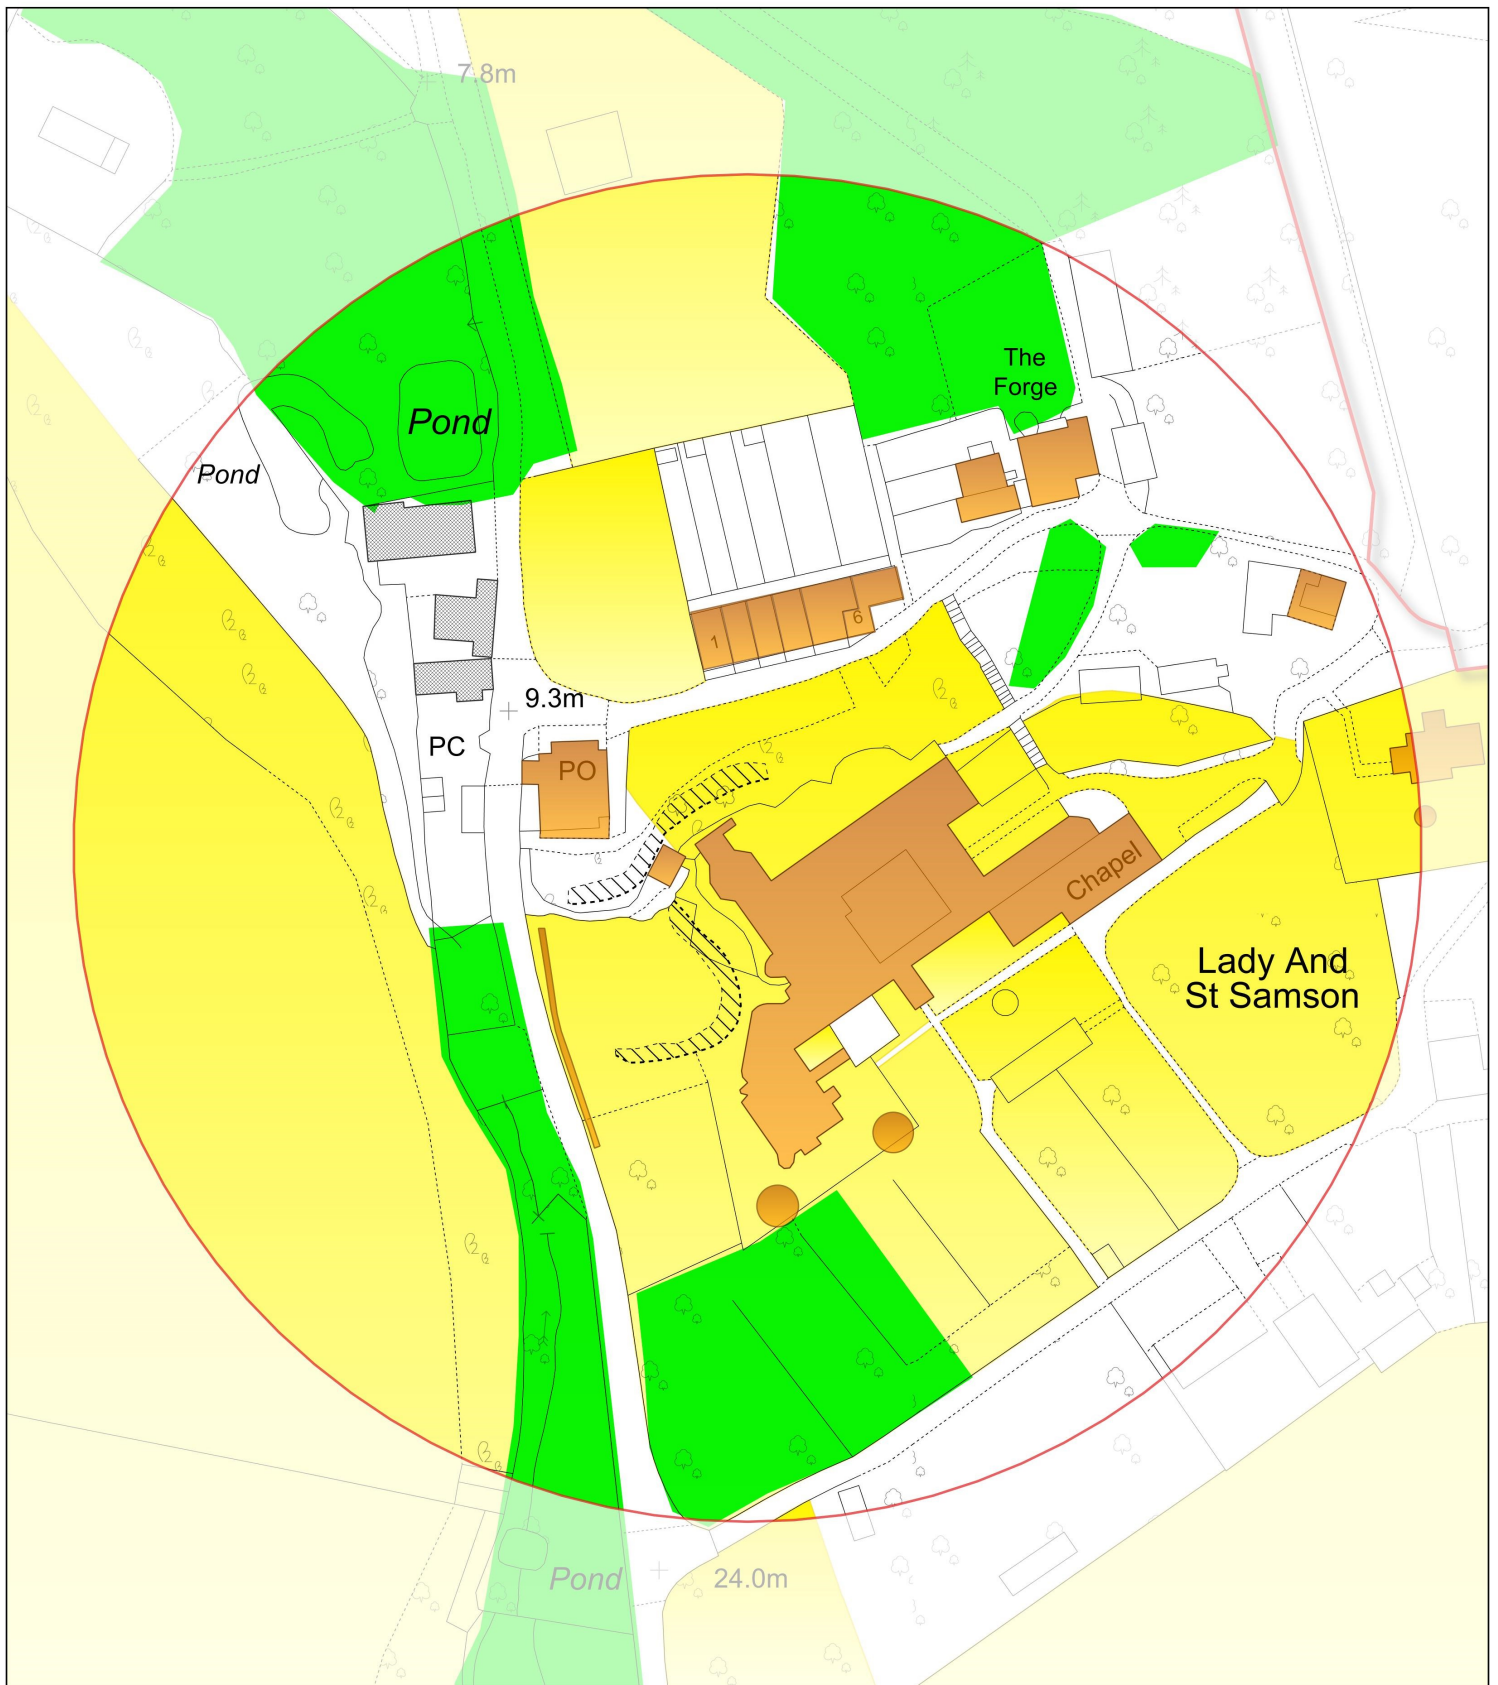 7.8m
The
Forge
Pond
Pond
1
6
9.3m
PC
PO
Chapel
Lady And
St Samson
Pond
24.0m